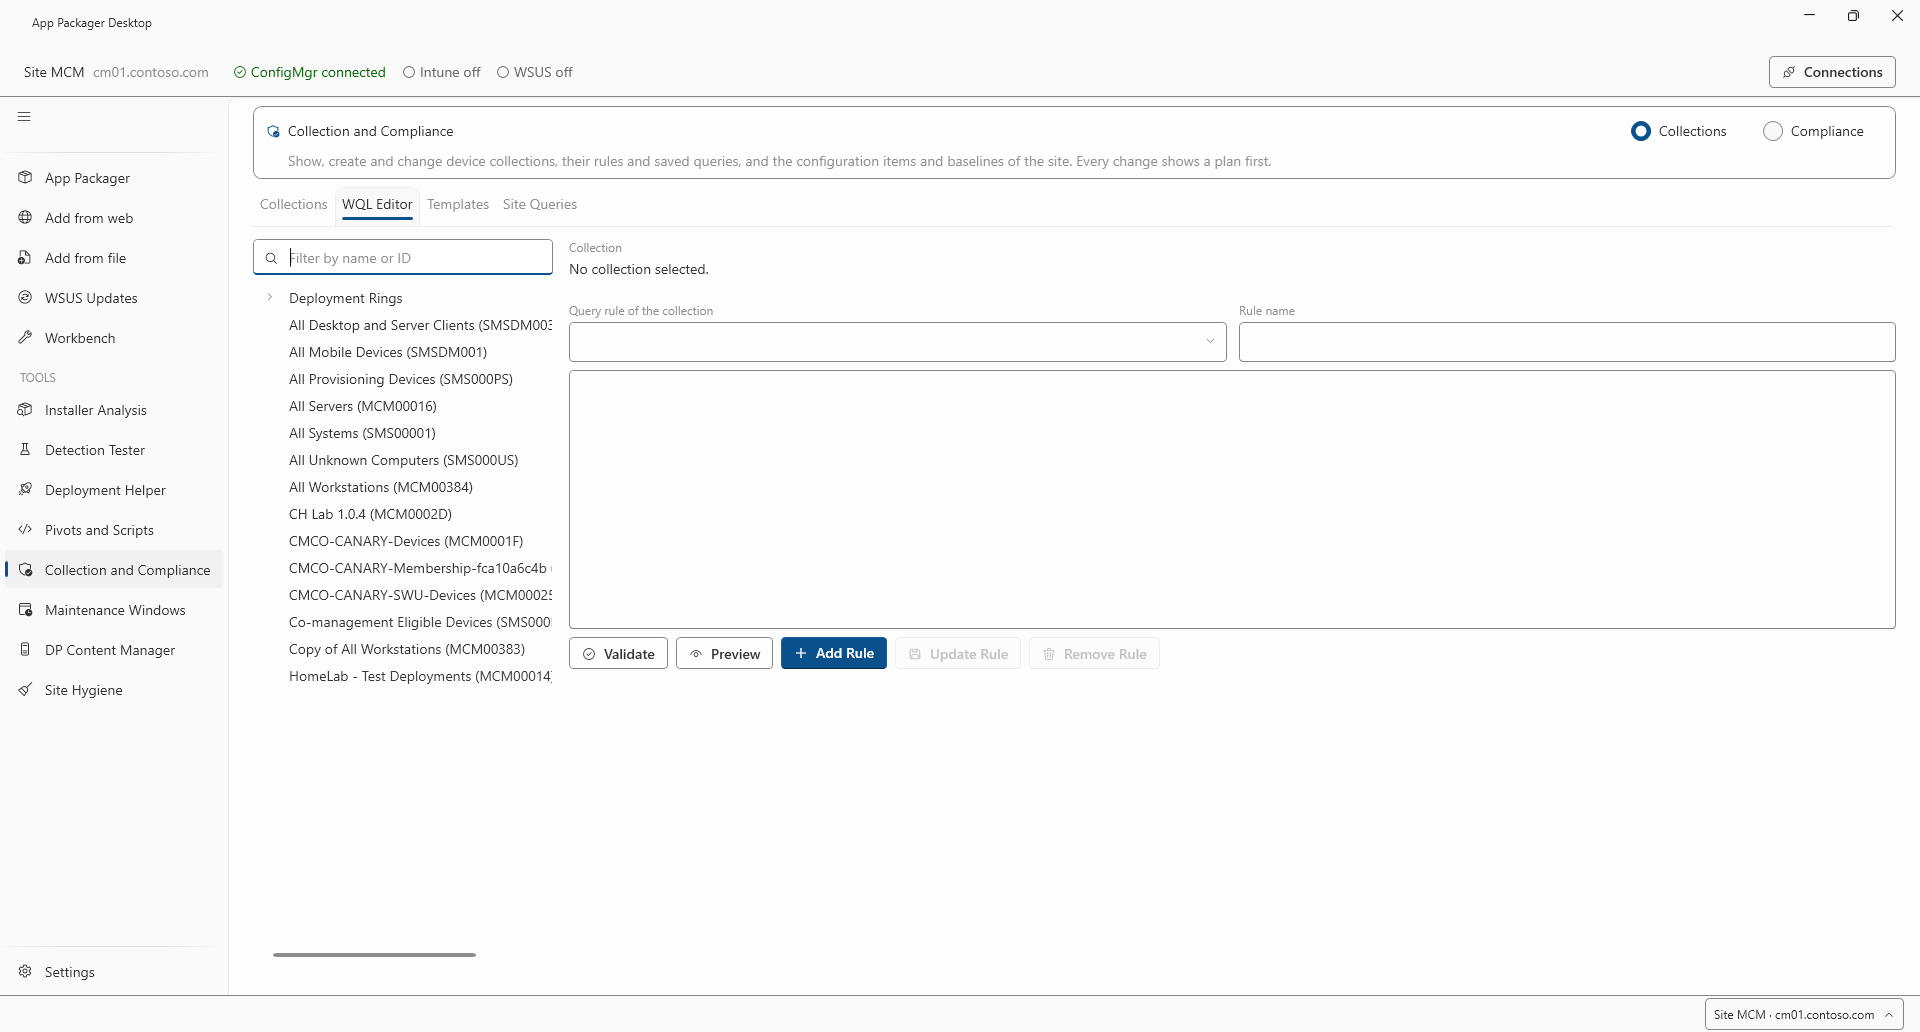 App Packager Desktop
Site MCM cm01.contoso.com ConfigMgr connected Intune off WSUS off
Connections
Collection and Compliance
Collections Compliance
Show, create and change device collections, their rules and saved queries, and the configuration items and baselines of the site. Every change shows a plan first.
App Packager
Add from web
Add from file
WSUS Updates
Workbench
TOOLS
Installer Analysis
Detection Tester
Deployment Helper
Pivots and Scripts
Collection and Compliance
Maintenance Windows
DP Content Manager
Site Hygiene
Settings
Collections WQL Editor Templates Site Queries
Filter by name or ID
Deployment Rings
All Desktop and Server Clients (SMSDM003
All Mobile Devices (SMSDM001)
All Provisioning Devices (SMS000PS)
All Servers (MCM00016)
All Systems (SMS00001)
All Unknown Computers (SMS000US)
All Workstations (MCM00384)
CH Lab 1.0.4 (MCM0002D)
CMCO-CANARY-Devices (MCM0001F)
CMCO-CANARY-Membership-fca10a6c4b
CMCO-CANARY-SWU-Devices (MCM00025
Co-management Eligible Devices (SMS000
Copy of All Workstations (MCM00383)
HomeLab - Test Deployments (MCM00014)
Collection
No collection selected.
Query rule of the collection
Rule name
Validate Preview Add Rule Update Rule Remove Rule
Site MCM · cm01.contoso.com